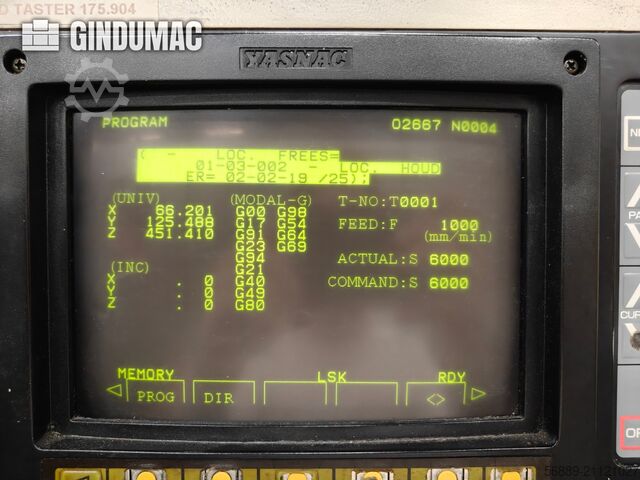 D TASTER 175.904
GINDUMAC
YASNAC
PROGRAM O2667 N0004
( - LOC. FREES=
01-03-002 - LOC. HOUD
ER= 02-02-19 /25);
(UNIV) (MODAL-G) T-NO:T0001
X 66.201 G00 G98
Y 125.488 G17 G54 FEED:F 1000
Z 451.410 G91 G64 (mm/min)
G23 G69
G94 ACTUAL:S 6000
(INC) G21
X . 0 G40 COMMAND:S 6000
Y . 0 G49
Z . 0 G80
MEMORY LSK RDY
PROG DIR <>